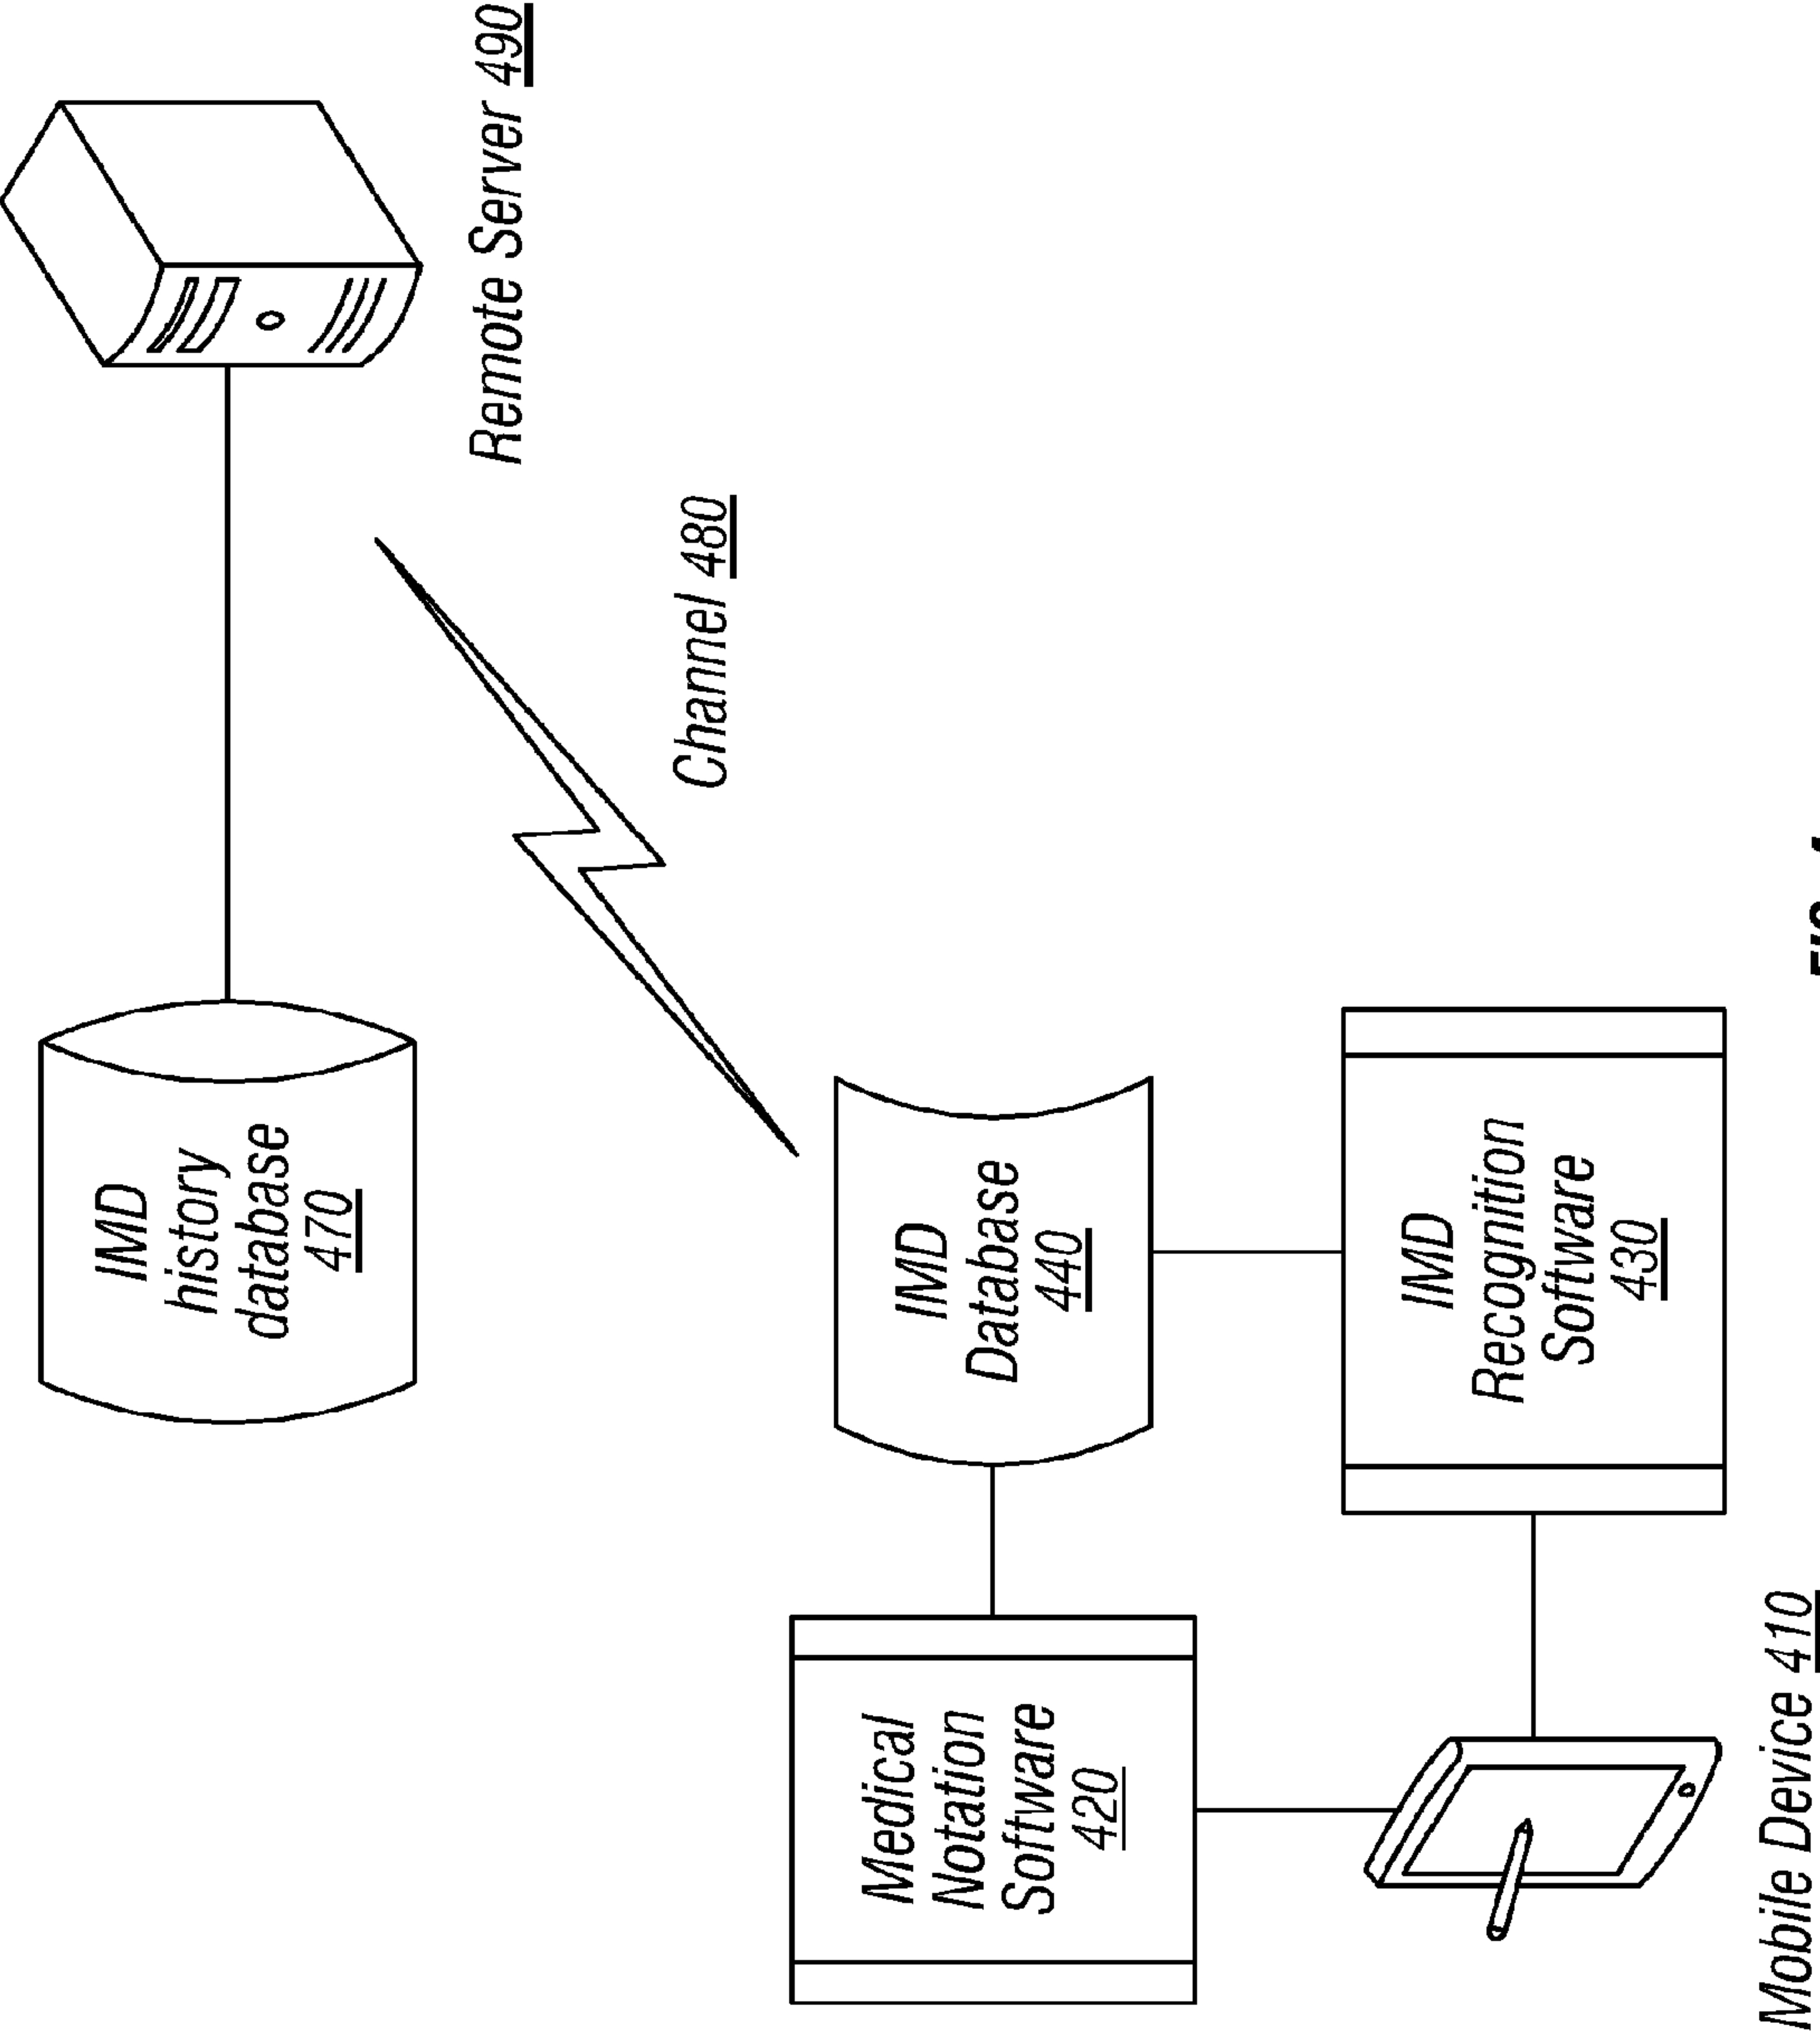 IMD
history
database
470
Remote Server 490
Channel 480
Medical
Notation
Software
420
IMD
Database
440
IMD
Recognition
Software
430
Mobile Device 410